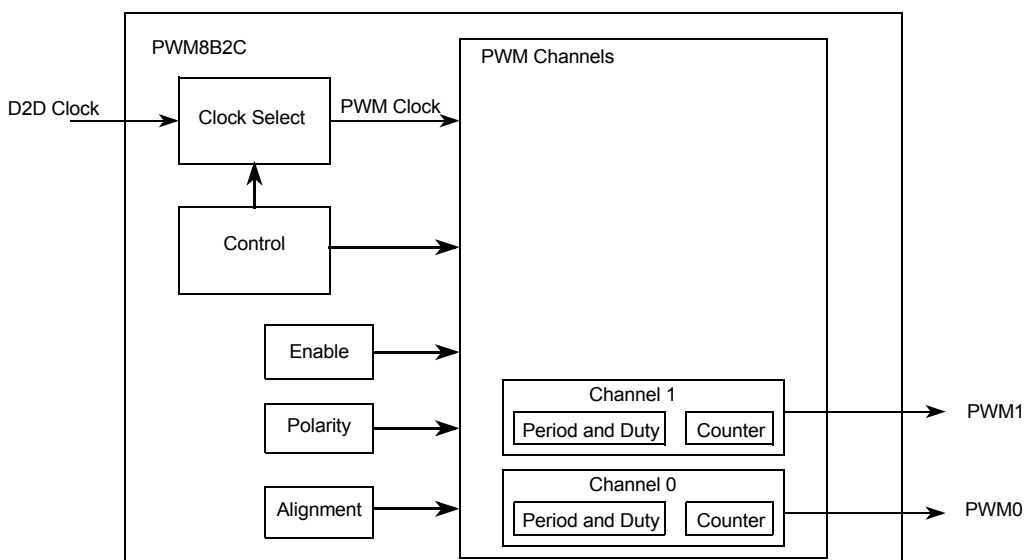 PWM8B2C
PWM Channels
D2D Clock
Clock Select
PWM Clock
Control
Enable
Channel 1
Polarity
Period and Duty
Counter
PWM1
Channel 0
Alignment
Period and Duty
Counter
PWM0